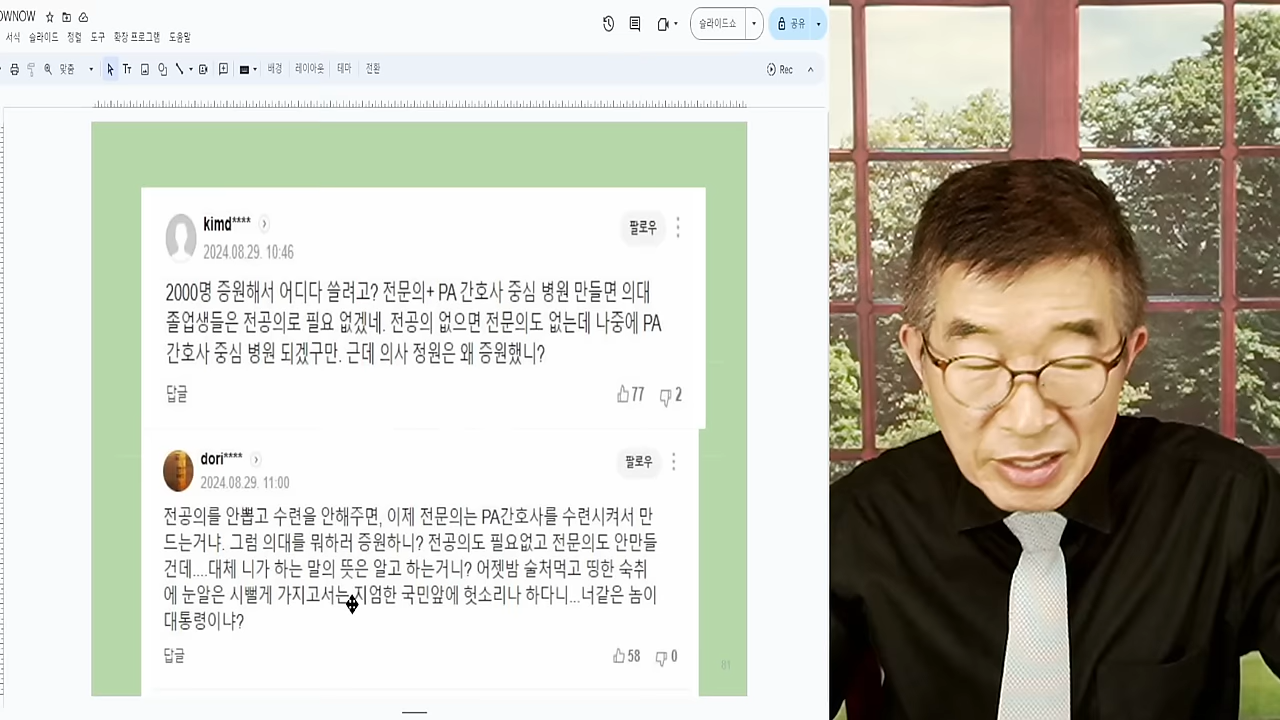 OWNOW
서식 슬라이드 정렬 도구 확장 프로그램 도움말
슬라이드쇼
공유
맞춤
Tт
배경 레이아웃 테마 전환
Rec
kimd****
2024.08.29. 10:46
팔로우
2000명 증원해서 어디다 쓸려고? 전문의+ PA 간호사 중심 병원 만들면 의대
졸업생들은 전공의로 필요 없겠네. 전공의 없으면 전문의도 없는데 나중에 PA
간호사 중심 병원 되겠구만. 근데 의사 정원은 왜 증원했니?
답글
77 2
dori****
2024.08.29. 11:00
팔로우
전공의를 안뽑고 수련을 안해주면, 이제 전문의는 PA간호사를 수련시켜서 만
드는거냐. 그럼 의대를 뭐하러 증원하니? 전공의도 필요없고 전문의도 안만들
건데....대체 니가 하는 말의 뜻은 알고 하는거니? 어젯밤 술처먹고 띵한 숙취
에 눈알은 시뻘게 가지고서는 지엄한 국민앞에 헛소리나 하다니...너같은 놈이
대통령이냐?
답글
58 0
81